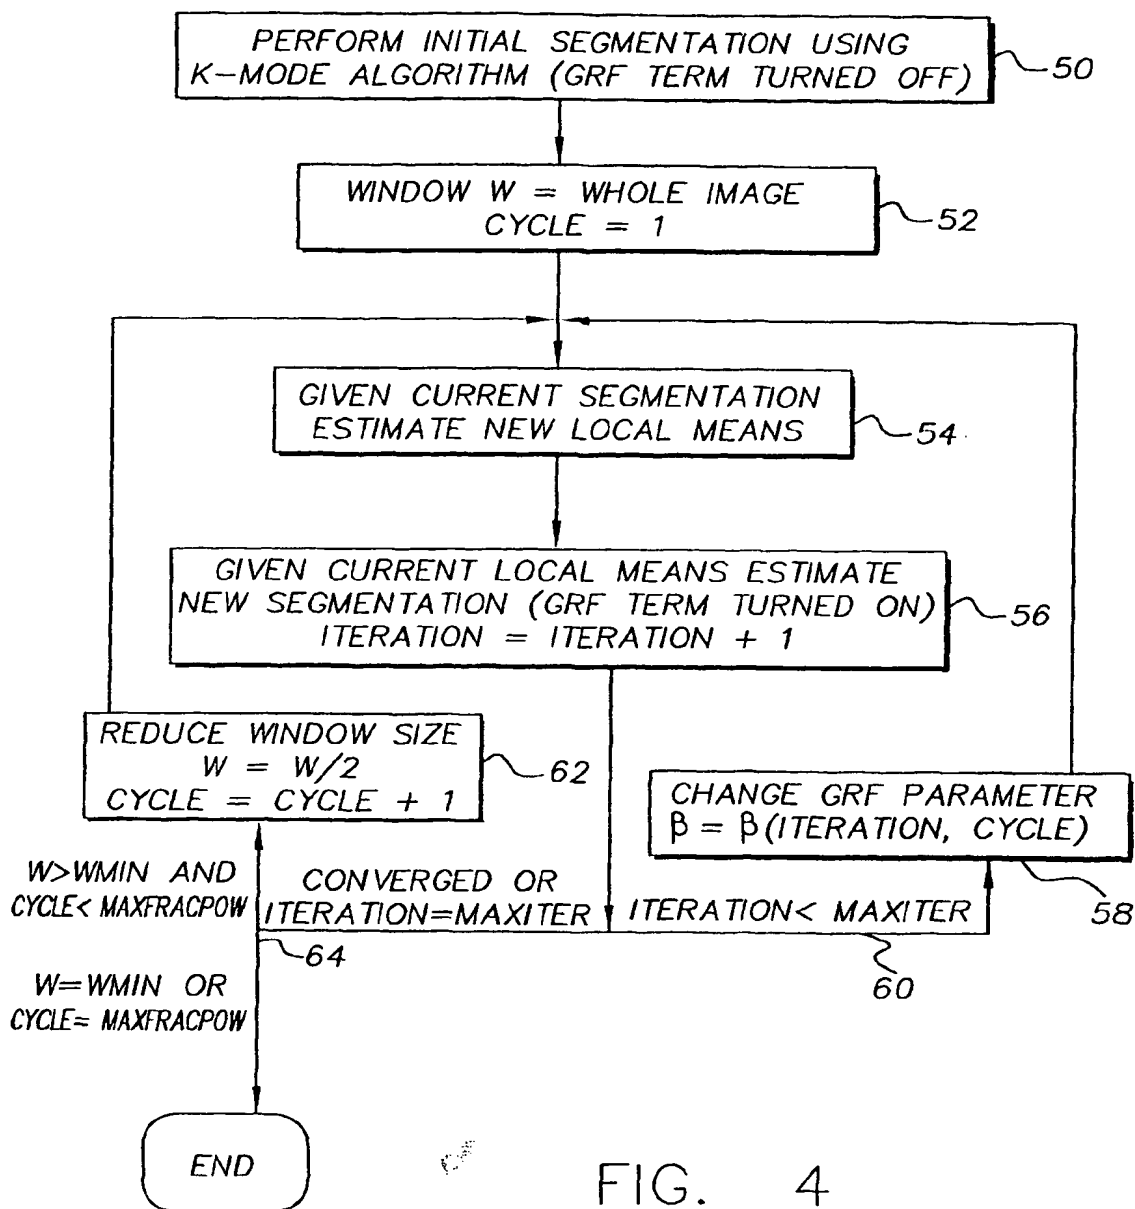 PERFORM INITIAL SEGMENTATION USING
K-MODE ALGORITHM (GRF TERM TURNED OFF)
50
WINDOW W = WHOLE IMAGE
CYCLE = 1
52
GIVEN CURRENT SEGMENTATION
ESTIMATE NEW LOCAL MEANS
54
GIVEN CURRENT LOCAL MEANS ESTIMATE
NEW SEGMENTATION (GRF TERM TURNED ON)
ITERATION = ITERATION + 1
56
REDUCE WINDOW SIZE
W = W/2
CYCLE = CYCLE + 1
62
CHANGE GRF PARAMETER
β = β(ITERATION, CYCLE)
58
W>WMIN AND
CYCLE< MAXFRACPOW
CONVERGED OR
ITERATION=MAXITER
ITERATION< MAXITER
64
60
W=WMIN OR
CYCLE= MAXFRACPOW
END
FIG. 4